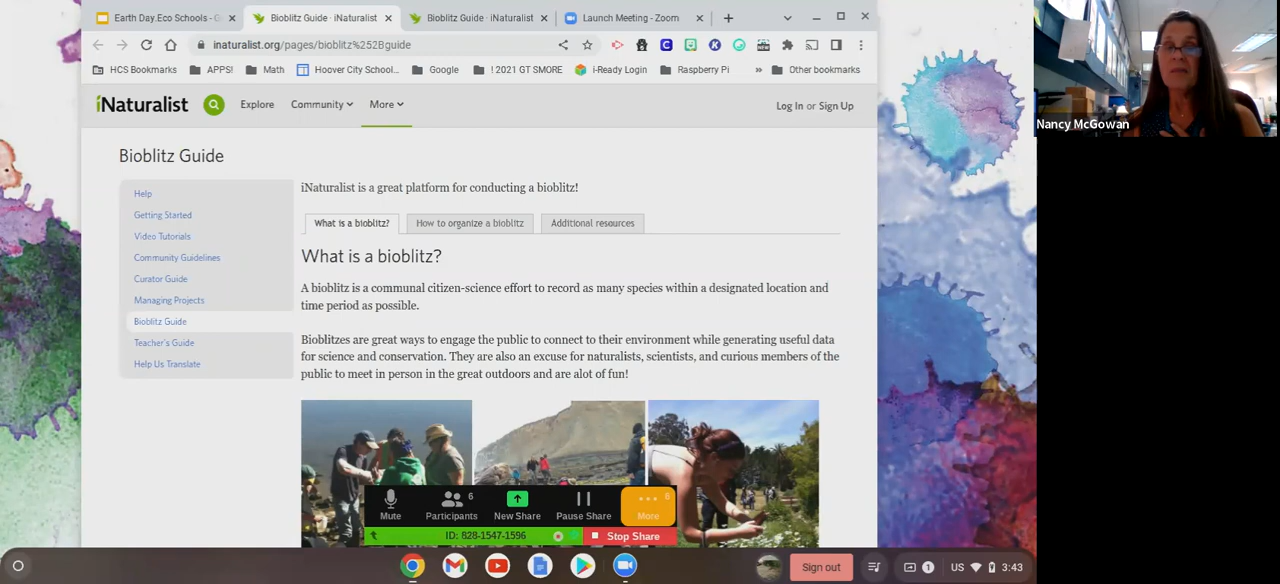 Earth Day.Eco Schools - G
Bioblitz Guide · iNaturalist
Bioblitz Guide · iNaturalist
Launch Meeting - Zoom
inaturalist.org/pages/bioblitz%252Bguide
HCS Bookmarks
APPS!
Math
Hoover City School...
Google
! 2021 GT SMORE
i-Ready Login
Raspberry Pi
»
Other bookmarks
iNaturalist
Explore
Community
More
Log In or Sign Up
Bioblitz Guide
Help
Getting Started
Video Tutorials
Community Guidelines
Curator Guide
Managing Projects
Bioblitz Guide
Teacher's Guide
Help Us Translate
iNaturalist is a great platform for conducting a bioblitz!
What is a bioblitz?
How to organize a bioblitz
Additional resources
What is a bioblitz?
A bioblitz is a communal citizen-science effort to record as many species within a designated location and
time period as possible.
Bioblitzes are great ways to engage the public to connect to their environment while generating useful data
for science and conservation. They are also an excuse for naturalists, scientists, and curious members of the
public to meet in person in the great outdoors and are alot of fun!
Mute
Participants
6
New Share
Pause Share
More
6
ID: 828-1547-1596
Stop Share
Sign out
1
US
3:43
Nancy McGowan